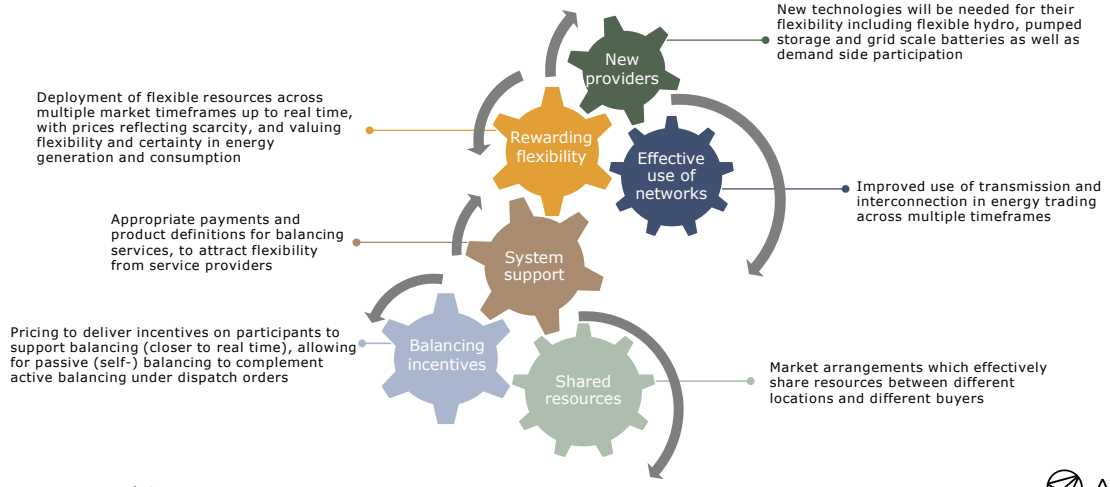 New technologies will be needed for their
flexibility including flexible hydro, pumped
storage and grid scale batteries as well as
demand side participation
New
providers
Deployment of flexible resources across
multiple market timeframes up to real time,
with prices reflecting scarcity, and valuing
flexibility and certainty in energy
generation and consumption
Rewarding
flexibility
Effective
use of
networks
Improved use of transmission and
interconnection in energy trading
across multiple timeframes
Appropriate payments and
product definitions for balancing
services, to attract flexibility
from service providers
System
support
Pricing to deliver incentives on participants to
support balancing (closer to real time), allowing
for passive (self-) balancing to complement
active balancing under dispatch orders
Balancing
incentives
Shared
resources
Market arrangements which effectively
share resources between different
locations and different buyers